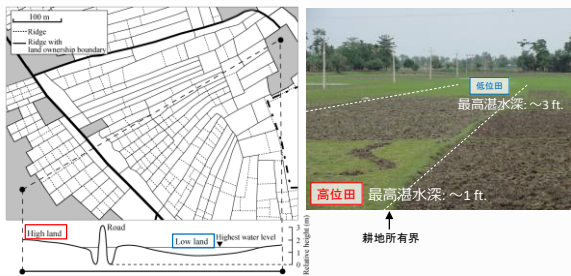 100 m
Ridge
Ridge with
land ownership boundary
High land
Road
Low land
Highest water level
3
2
1
0
Relative height (m)
低位田
最高湛水深: ~3 ft.
高位田
最高湛水深: ~1 ft.
耕地所有界